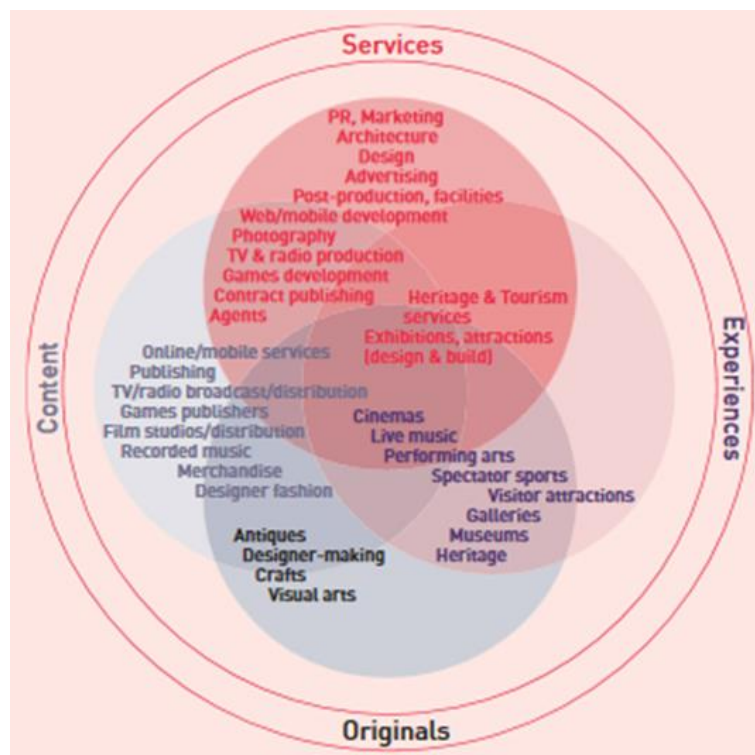 Services
PR, Marketing
Architecture
Design
Advertising
Post-production, facilities
Web/mobile development
Photography
TV & radio production
Games development
Contract publishing
Agents
Heritage & Tourism
services
Exhibitions, attractions
(design & build)
Content
Online/mobile services
Publishing
TV/radio broadcast/distribution
Games publishers
Film studios/distribution
Recorded music
Merchandise
Designer fashion
Experiences
Cinemas
Live music
Performing arts
Spectator sports
Visitor attractions
Galleries
Museums
Heritage
Antiques
Designer-making
Crafts
Visual arts
Originals